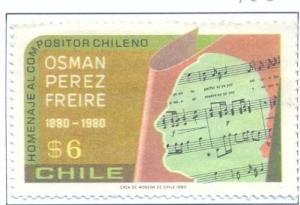 HOMENAJE AL COMPOSITOR CHILENO
OSMAN
PEREZ
FREIRE
1880-1980
$6
CHILE
CASA DE MONEDA DE CHILE 1980